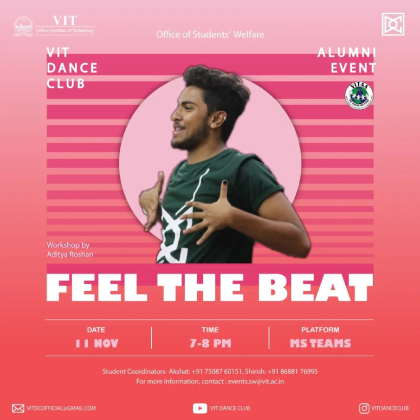 VIT
Office of Students' Welfare
VIT
DANCE
CLUB
ALUMNI
EVENT
Workshop by
Aditya Roshan
FEEL THE BEAT
DATE
11 NOV
TIME
7-8 PM
PLATFORM
MS TEAMS
Student Coordinators- Akshat: +91 75087 60151, Shirish: +91 86881 76995
For more information, contact : events.sw@vit.ac.in
VITDCOFFICIAL@GMAIL.COM
VIT DANCE CLUB
VITDANCECLUB